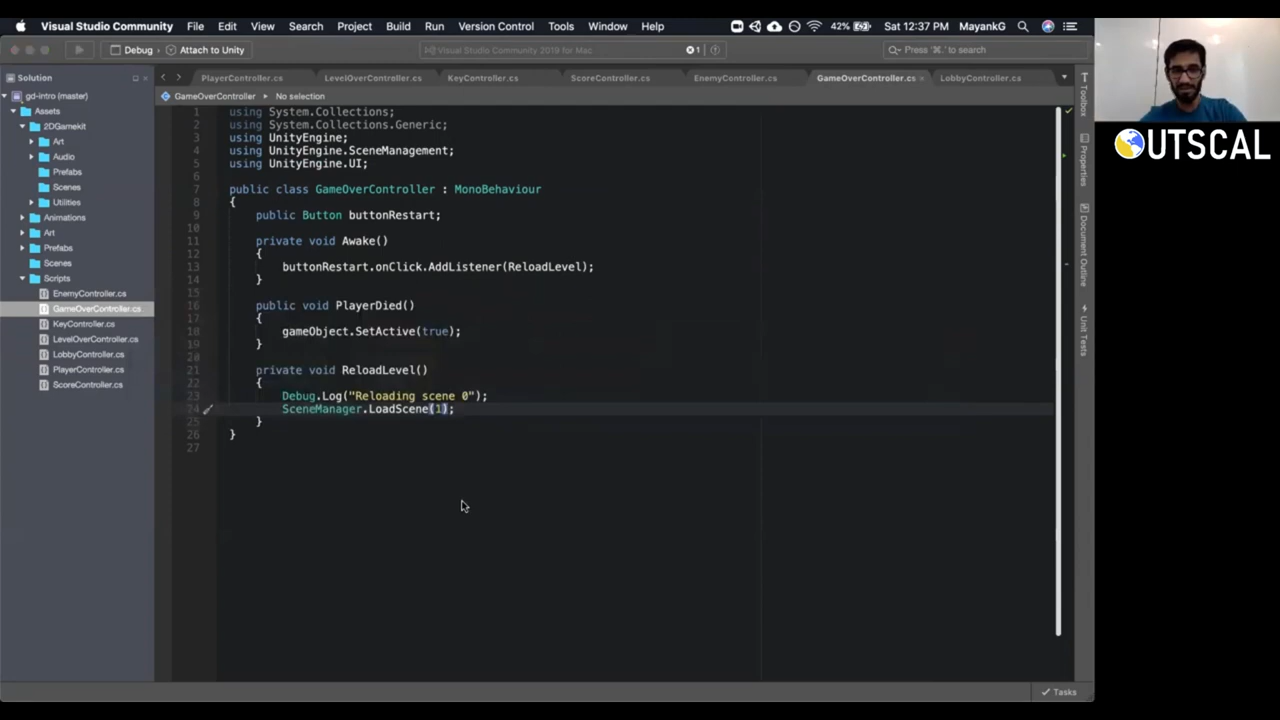 Visual Studio Community File Edit View Search Project Build Run Version Control Tools Window Help 42% Sat 12:37 PM MayankG
Debug Attach to Unity Visual Studio Community 2019 for Mac 1 Press '⌘.' to search
Solution
gd-intro (master)
Assets
2DGamekit
Art
Audio
Prefabs
Scenes
Utilities
Animations
Art
Prefabs
Scenes
Scripts
EnemyController.cs
GameOverController.cs
KeyController.cs
LevelOverController.cs
LobbyController.cs
PlayerController.cs
ScoreController.cs
PlayerController.cs LevelOverController.cs KeyController.cs ScoreController.cs EnemyController.cs GameOverController.cs LobbyController.cs
GameOverController No selection
1 using System.Collections;
2 using System.Collections.Generic;
3 using UnityEngine;
4 using UnityEngine.SceneManagement;
5 using UnityEngine.UI;
6
7 public class GameOverController : MonoBehaviour
8 {
9 public Button buttonRestart;
10
11 private void Awake()
12 {
13 buttonRestart.onClick.AddListener(ReloadLevel);
14 }
15
16 public void PlayerDied()
17 {
18 gameObject.SetActive(true);
19 }
20
21 private void ReloadLevel()
22 {
23 Debug.Log("Reloading scene 0");
24 SceneManager.LoadScene(1);
25 }
26 }
27
Toolbox
Properties
Document Outline
Unit Tests
Tasks
OUTSCAL